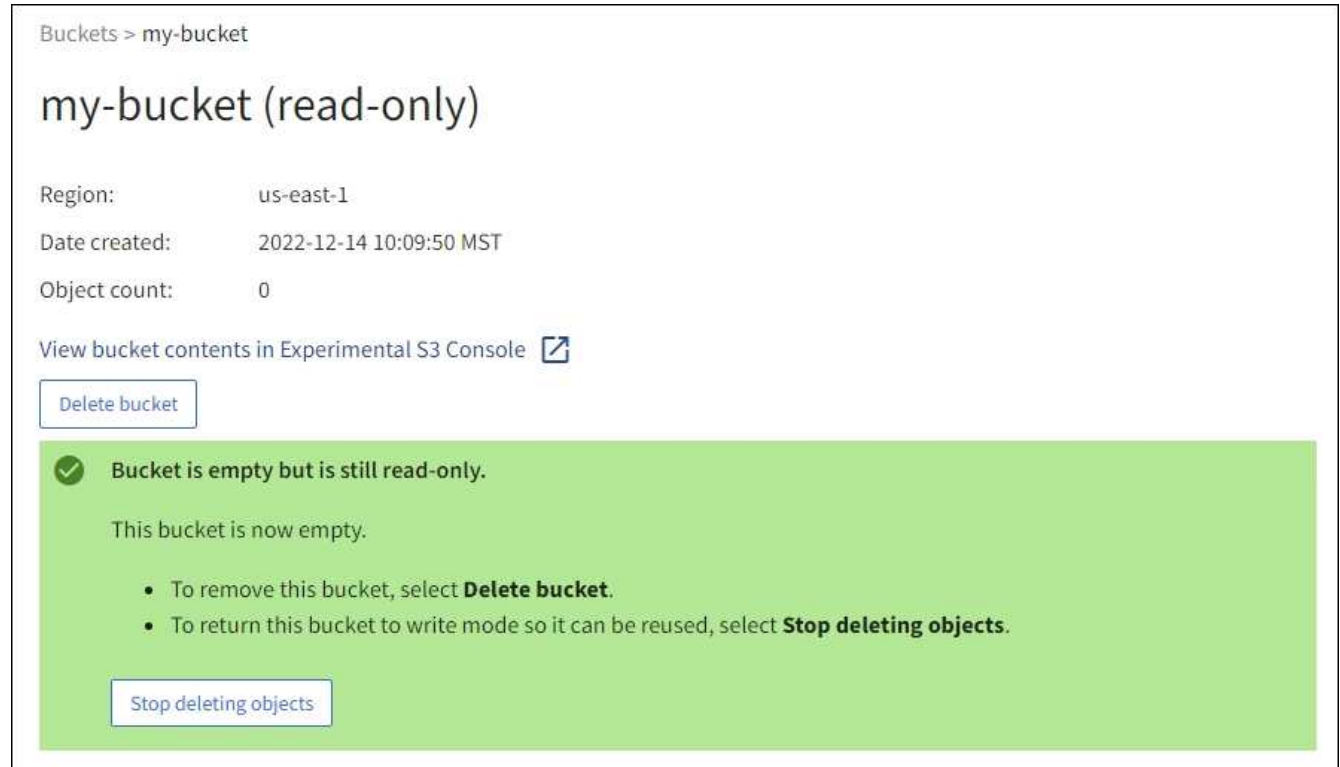 Buckets > my-bucket
my-bucket (read-only)
Region: us-east-1
Date created: 2022-12-14 10:09:50 MST
Object count: 0
View bucket contents in Experimental S3 Console
Delete bucket
Bucket is empty but is still read-only.
This bucket is now empty.
• To remove this bucket, select Delete bucket.
• To return this bucket to write mode so it can be reused, select Stop deleting objects.
Stop deleting objects